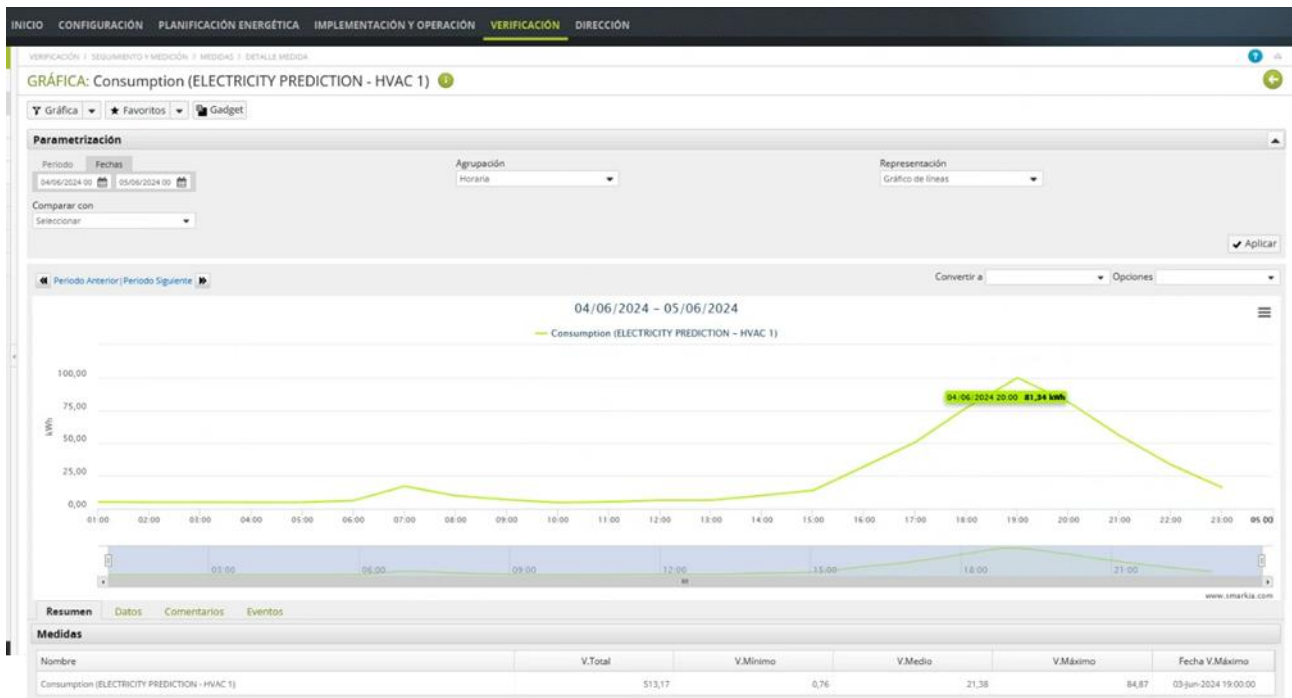 INICIO CONFIGURACIÓN PLANIFICACIÓN ENERGÉTICA IMPLEMENTACIÓN Y OPERACIÓN VERIFICACIÓN DIRECCIÓN
VERIFICACIÓN / SEGUIMIENTO Y MEDICIÓN / MEDIDAS / DETALLE MEDIDA
GRÁFICA: Consumption (ELECTRICITY PREDICTION - HVAC 1)
Gráfica Favoritos Gadget
Parametrización
Periodo Fechas Agrupación Representación
04/06/2024 00 05/06/2024 00 Horaria Gráfico de líneas
Comparar con
Seleccionar
Aplicar
Periodo Anterior|Periodo Siguiente Convertir a Opciones
04/06/2024 - 05/06/2024
Consumption (ELECTRICITY PREDICTION - HVAC 1)
100,00
04/06/2024 20:00 81,34 kWh
75,00
kWh
50,00
25,00
0,00
01:00 02:00 03:00 04:00 05:00 06:00 07:00 08:00 09:00 10:00 11:00 12:00 13:00 14:00 15:00 16:00 17:00 18:00 19:00 20:00 21:00 22:00 23:00 05:00
03:00 06:00 09:00 12:00 15:00 18:00 21:00
www.smarkia.com
Resumen Datos Comentarios Eventos
Medidas
Nombre V.Total V.Mínimo V.Medio V.Máximo Fecha V.Máximo
Consumption (ELECTRICITY PREDICTION - HVAC 1) 513,17 0,76 21,38 84,87 03-jun-2024 19:00:00